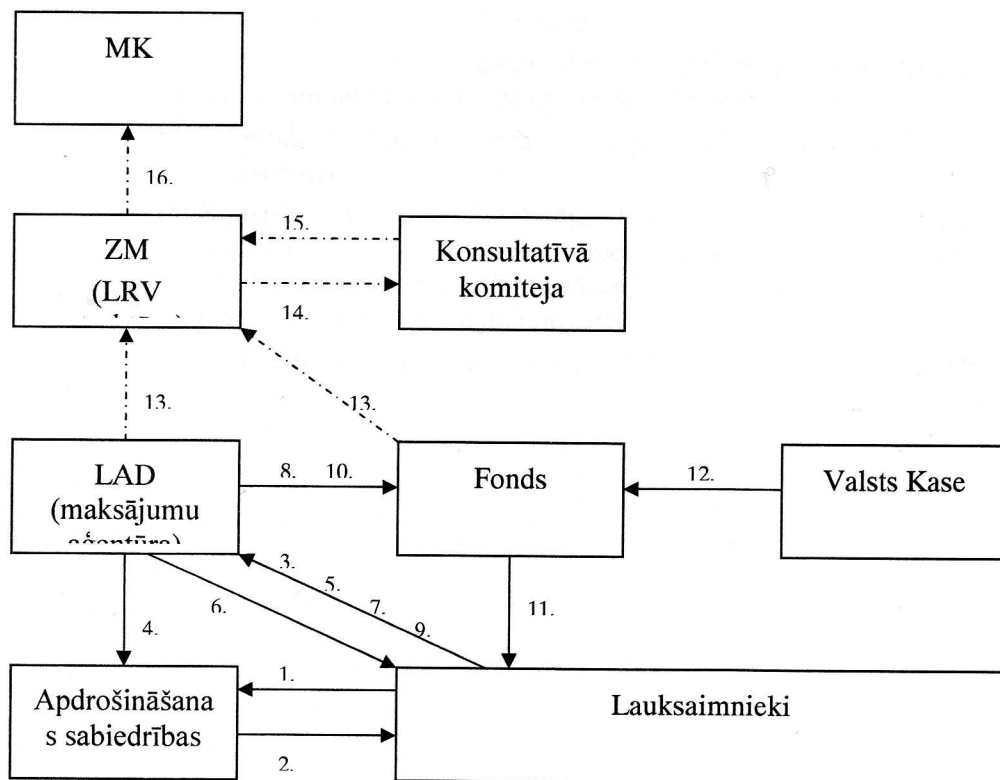 MK
16.
ZM
(LRV
15.
14.
Konsultatīvā
komiteja
13.
13.
LAD
(maksājumu
aģentūra)
8. 10.
Fonds
12.
Valsts Kase
3.
5.
7.
9.
6.
4.
11.
Apdrošināšana
s sabiedrības
1.
2.
Lauksaimnieki